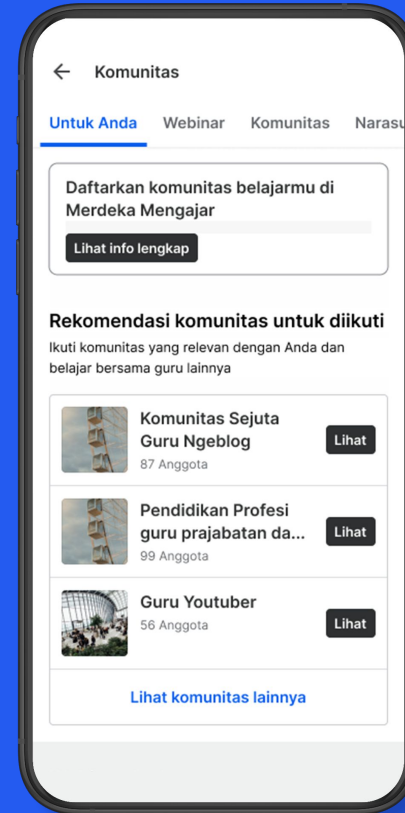 Komunitas
Untuk Anda Webinar Komunitas Narasu
Daftarkan komunitas belajarmu di
Merdeka Mengajar
Lihat info lengkap
Rekomendasi komunitas untuk diikuti
Ikuti komunitas yang relevan dengan Anda dan
belajar bersama guru lainnya
Komunitas Sejuta
Guru Ngeblog
87 Anggota
Lihat
Pendidikan Profesi
guru prajabatan da...
99 Anggota
Lihat
Guru Youtuber
56 Anggota
Lihat
Lihat komunitas lainnya